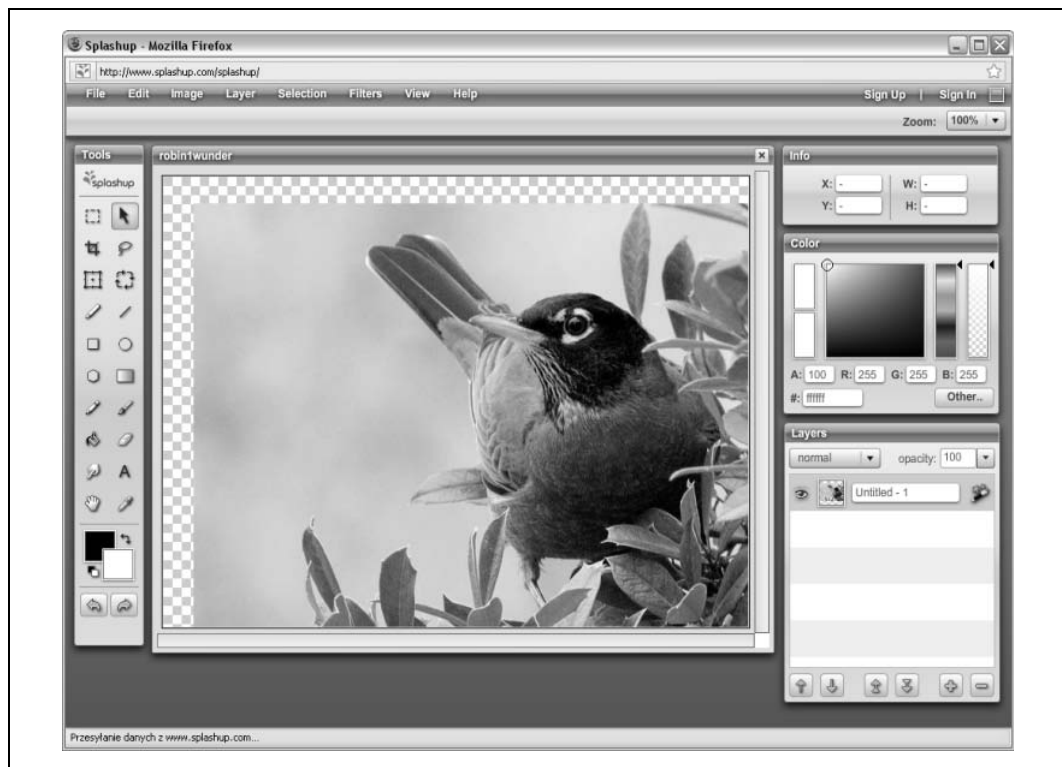 Splashup - Mozilla Firefox
http://www.splashup.com/splashup/
File Edit Image Layer Selection Filters View Help Sign Up | Sign In
Zoom: 100%
Tools
splashup
A
robin1wunder
Info
X: - W: -
Y: - H: -
Color
A: 100 R: 255 G: 255 B: 255
#: ffffff Other..
Layers
normal opacity: 100
Untitled - 1
Przesyłanie danych z www.splashup.com...